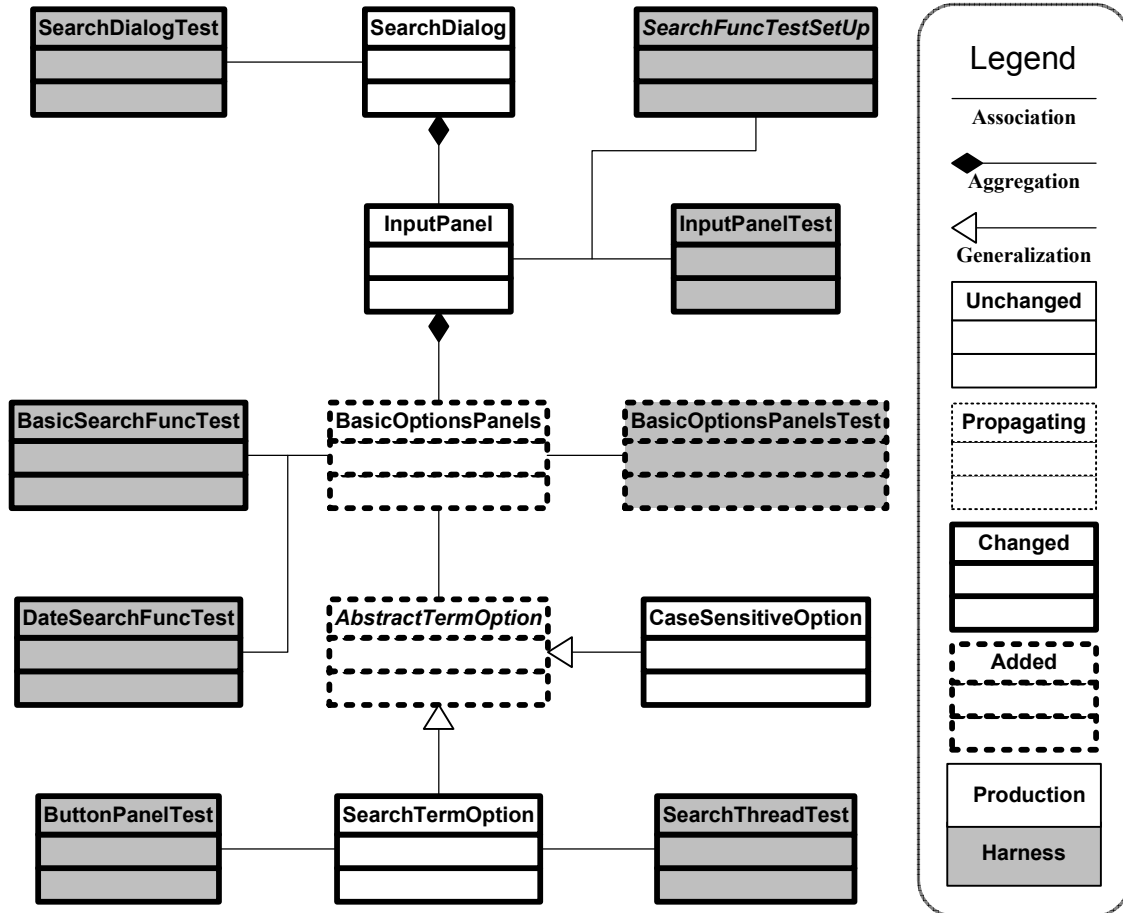 SearchDialogTest
SearchDialog
SearchFuncTestSetUp
InputPanel
InputPanelTest
BasicSearchFuncTest
BasicOptionsPanels
BasicOptionsPanelsTest
DateSearchFuncTest
AbstractTermOption
CaseSensitiveOption
ButtonPanelTest
SearchTermOption
SearchThreadTest
Legend
Association
Aggregation
Generalization
Unchanged
Propagating
Changed
Added
Production
Harness